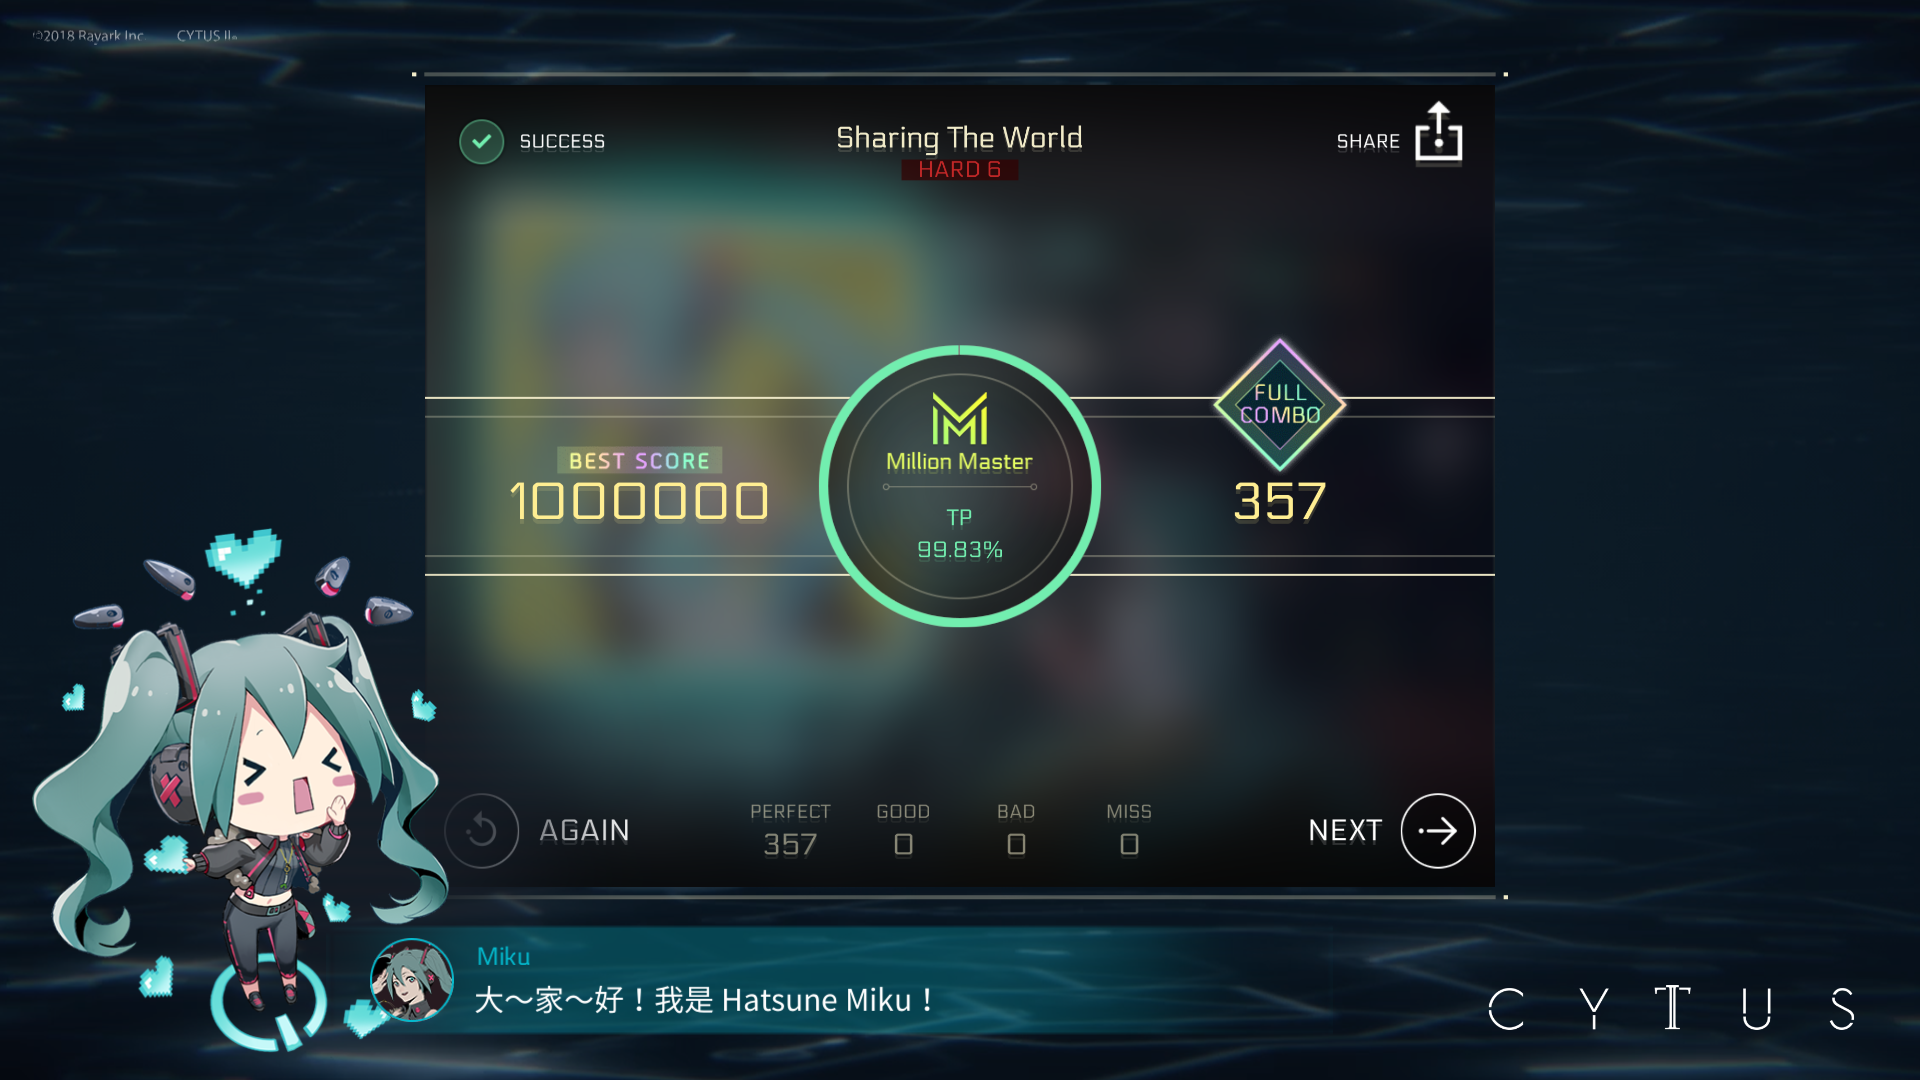 ©2018 Rayark Inc. CYTUS II
SUCCESS
Sharing The World
HARD 6
SHARE
BEST SCORE
1000000
Million Master
TP
99.83%
FULL
COMBO
357
AGAIN
PERFECT GOOD BAD MISS
357 0 0 0
NEXT
Miku
大～家～好！我是 Hatsune Miku！
CYTUS